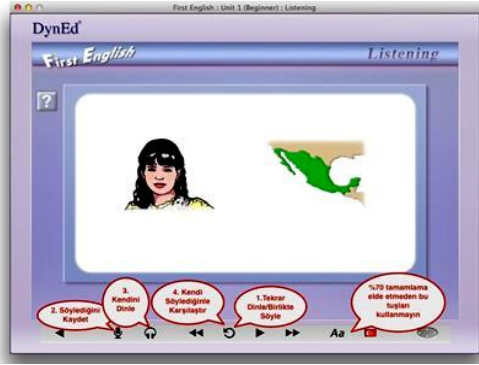 First English : Unit 1 (Beginner) : Listening
DynEd
First English
Listening
?
2. Söylediğini
Kaydet
3.
Kendini
Dinle
4. Kendi
Söylediğinle
Karşılaştır
1.Tekrar
Dinle/Birlikte
Söyle
%70 tamamlama
elde etmeden bu
tuşları
kullanmayın
Aa